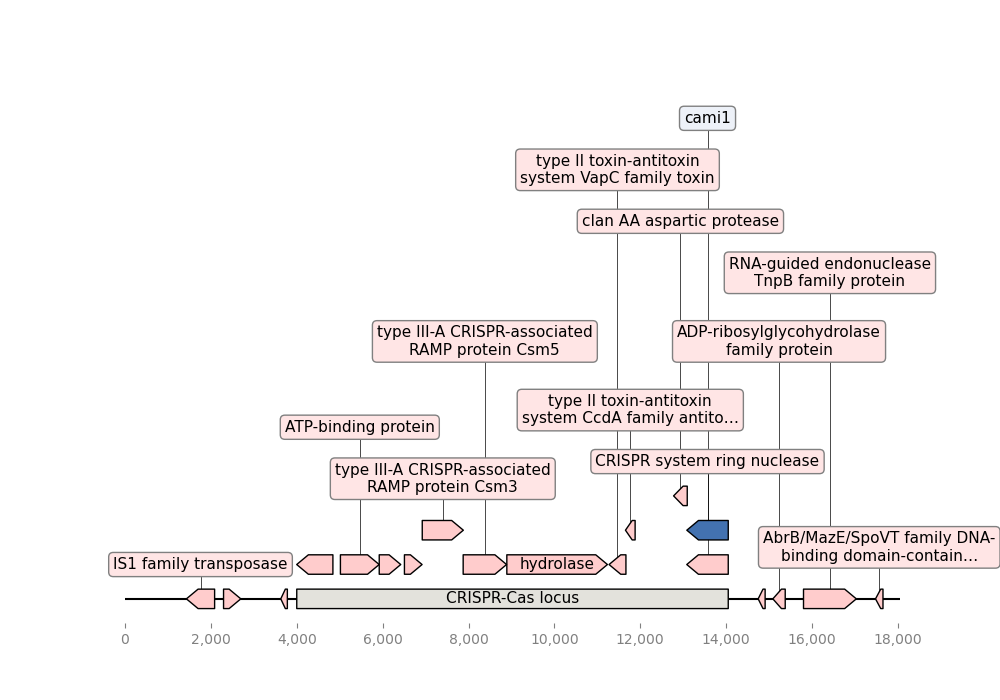 cami1
type II toxin-antitoxin
system VapC family toxin
clan AA aspartic protease
RNA-guided endonuclease
TnpB family protein
type III-A CRISPR-associated
RAMP protein Csm5
ADP-ribosylglycohydrolase
family protein
type II toxin-antitoxin
system CcdA family antito…
ATP-binding protein
CRISPR system ring nuclease
type III-A CRISPR-associated
RAMP protein Csm3
AbrB/MazE/SpoVT family DNA-
binding domain-contain…
IS1 family transposase
hydrolase
CRISPR-Cas locus
0 2,000 4,000 6,000 8,000 10,000 12,000 14,000 16,000 18,000